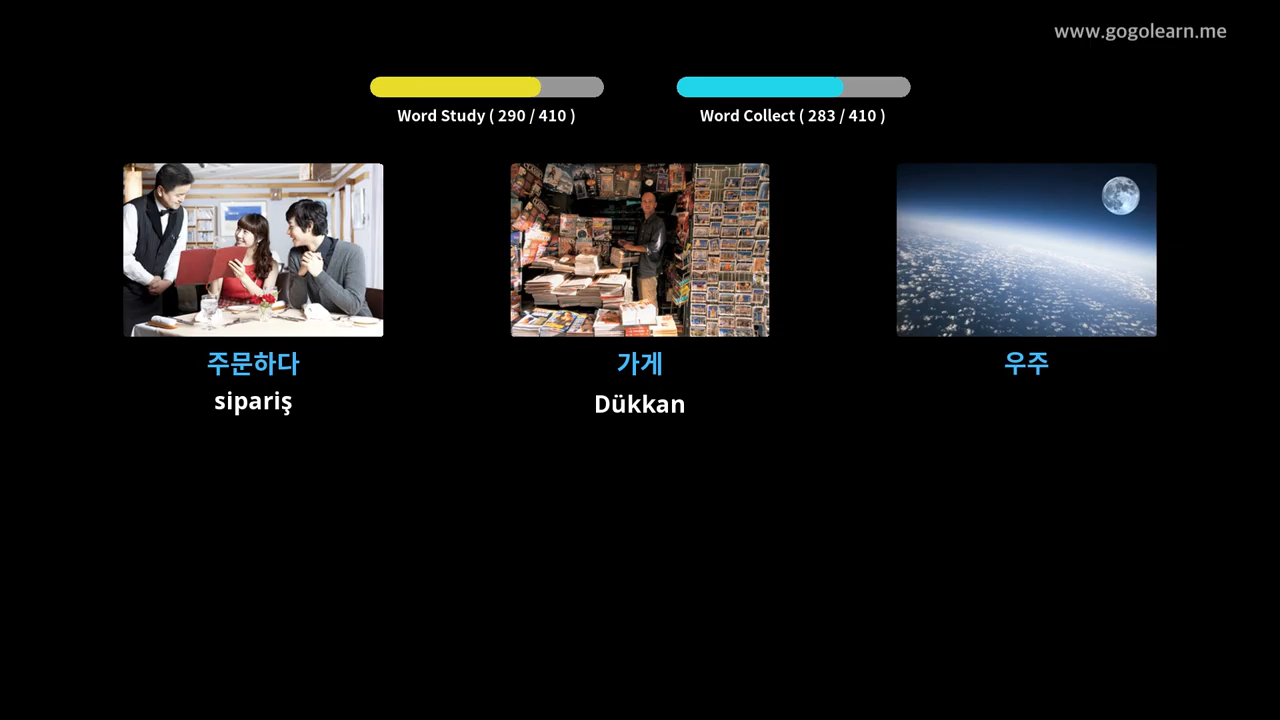 www.gogolearn.me
Word Study ( 290 / 410 )
Word Collect ( 283 / 410 )
주문하다
가게
우주
sipariş
Dükkan